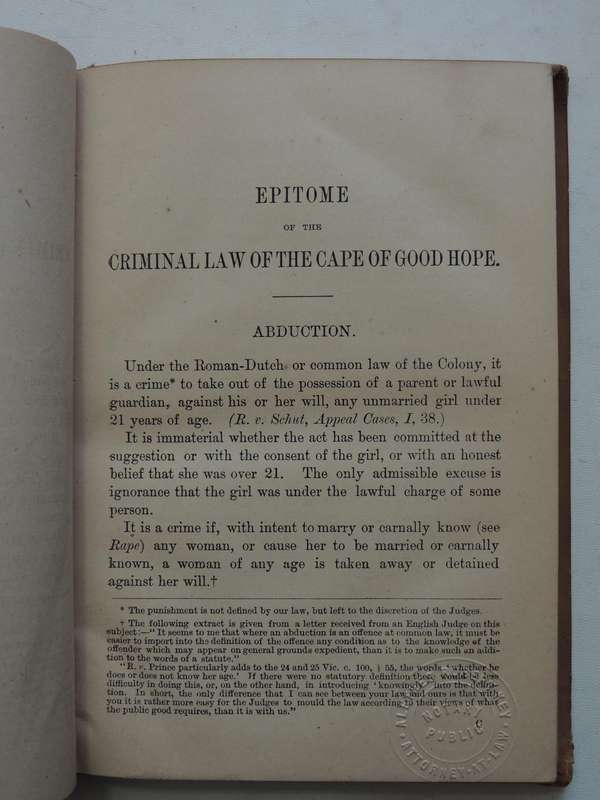 EPITOME
OF THE
CRIMINAL LAW OF THE CAPE OF GOOD HOPE.
ABDUCTION.
Under the Roman-Dutch or common law of the Colony, it
is a crime* to take out of the possession of a parent or lawful
guardian, against his or her will, any unmarried girl under
21 years of age. (R. v. Schut, Appeal Cases, I, 38.)
It is immaterial whether the act has been committed at the
suggestion or with the consent of the girl, or with an honest
belief that she was over 21. The only admissible excuse is
ignorance that the girl was under the lawful charge of some
person.
It is a crime if, with intent to marry or carnally know (see
Rape) any woman, or cause her to be married or carnally
known, a woman of any age is taken away or detained
against her will.†
* The punishment is not defined by our law, but left to the discretion of the Judges.
† The following extract is given from a letter received from an English Judge on this
subject:—"It seems to me that where an abduction is an offence at common law, it must be
easier to import into the definition of the offence any condition as to the knowledge of the
offender which may appear on general grounds expedient, than it is to make such an addi-
tion to the words of a statute."
"R. v. Prince particularly adds to the 24 and 25 Vic. c. 100, § 55, the words 'whether he
does or does not know her age.' If there were no statutory definition there would be less
difficulty in doing this, or, on the other hand, in introducing 'knowingly' into the defini-
tion. In short, the only difference that I can see between your law and ours is that with
you it is rather more easy for the Judges to mould the law according to their views of what
the public good requires, than it is with us."
NOTARY
PUBLIC
ATTORNEY-AT-LAW